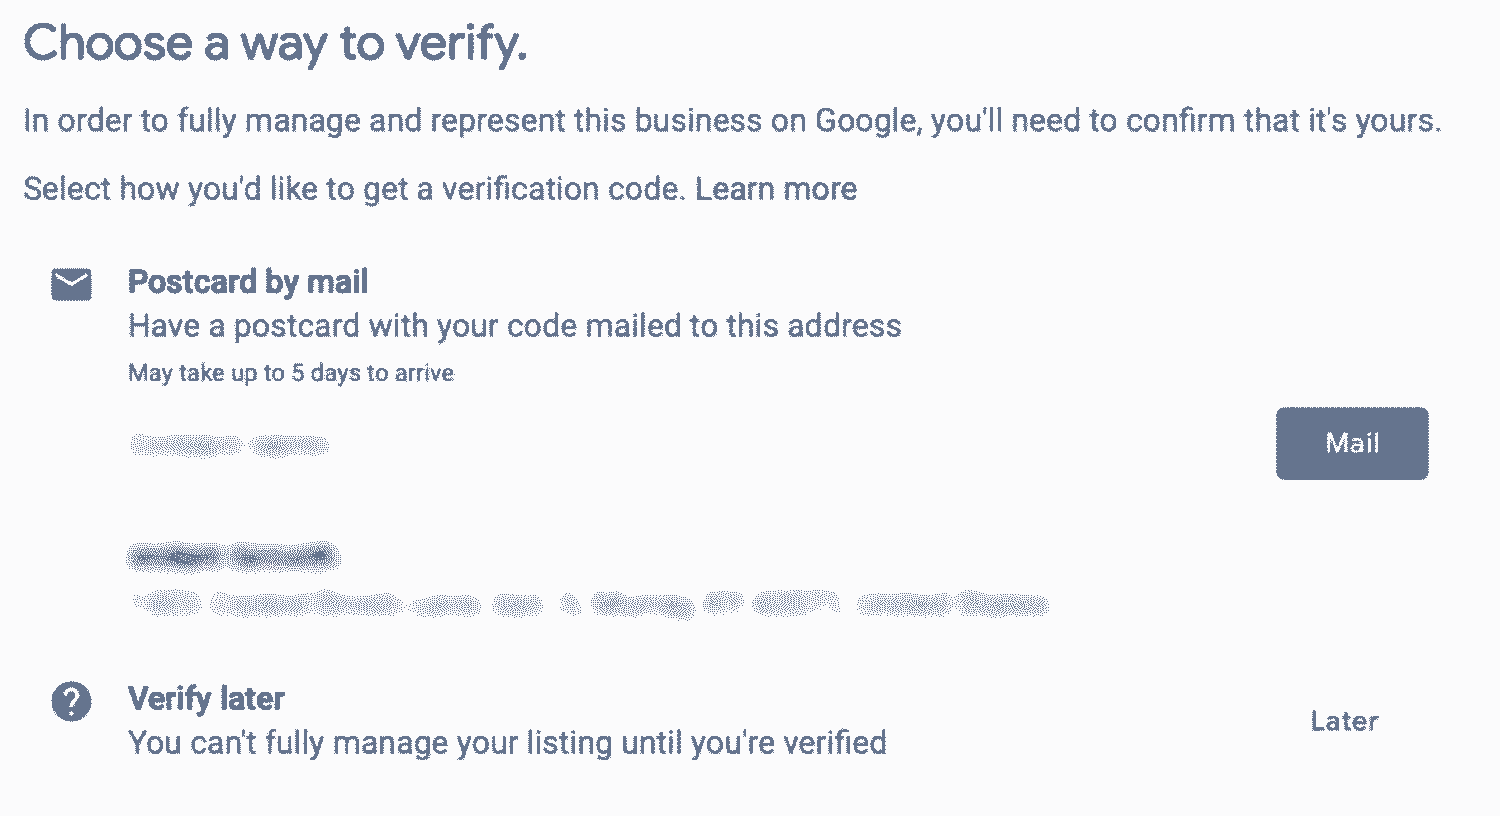 Choose a way to verify.
In order to fully manage and represent this business on Google, you'll need to confirm that it's yours.
Select how you'd like to get a verification code. Learn more
Postcard by mail
Have a postcard with your code mailed to this address
May take up to 5 days to arrive
Mail
Verify later
You can't fully manage your listing until you're verified
Later